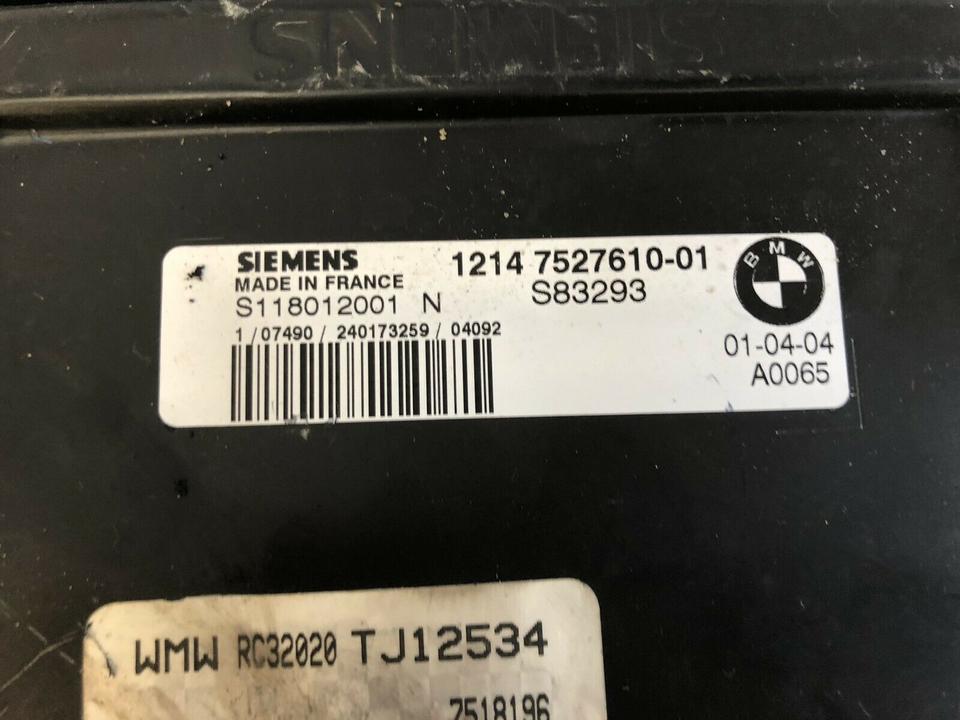 SIEMENS
SIEMENS 1214 7527610-01 BMW
MADE IN FRANCE S83293
S118012001 N
1 / 07490 / 240173259 / 04092
01-04-04
A0065
WMW RC32020 TJ12534
7518196